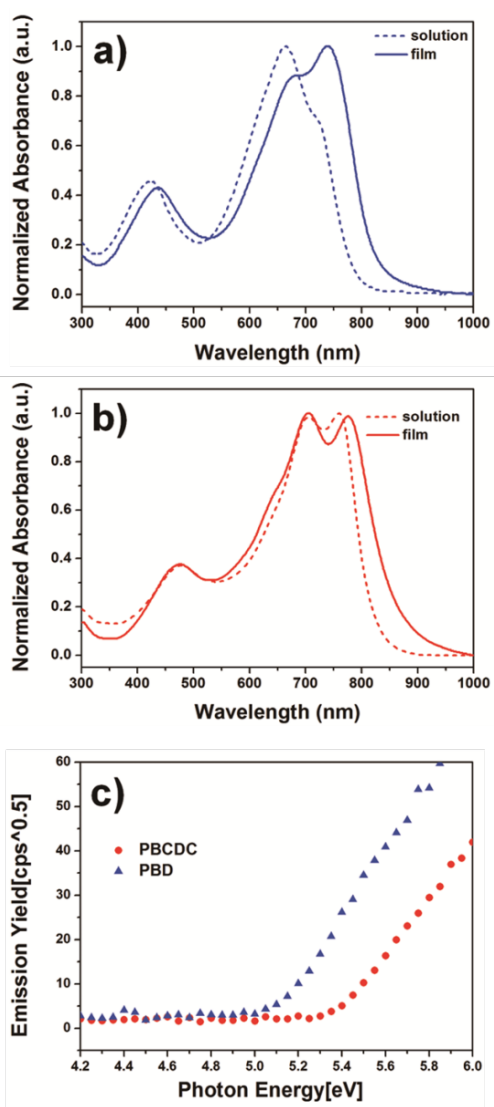 a)
solution
film
Normalized Absorbance (a.u.)
1.0
0.8
0.6
0.4
0.2
0.0
300 400 500 600 700 800 900 1000
Wavelength (nm)
b)
solution
film
Normalized Absorbance (a.u.)
1.0
0.8
0.6
0.4
0.2
0.0
300 400 500 600 700 800 900 1000
Wavelength (nm)
c)
PBCDC
PBD
Emission Yield[cps^0.5]
60
50
40
30
20
10
0
4.2 4.4 4.6 4.8 5.0 5.2 5.4 5.6 5.8 6.0
Photon Energy[eV]